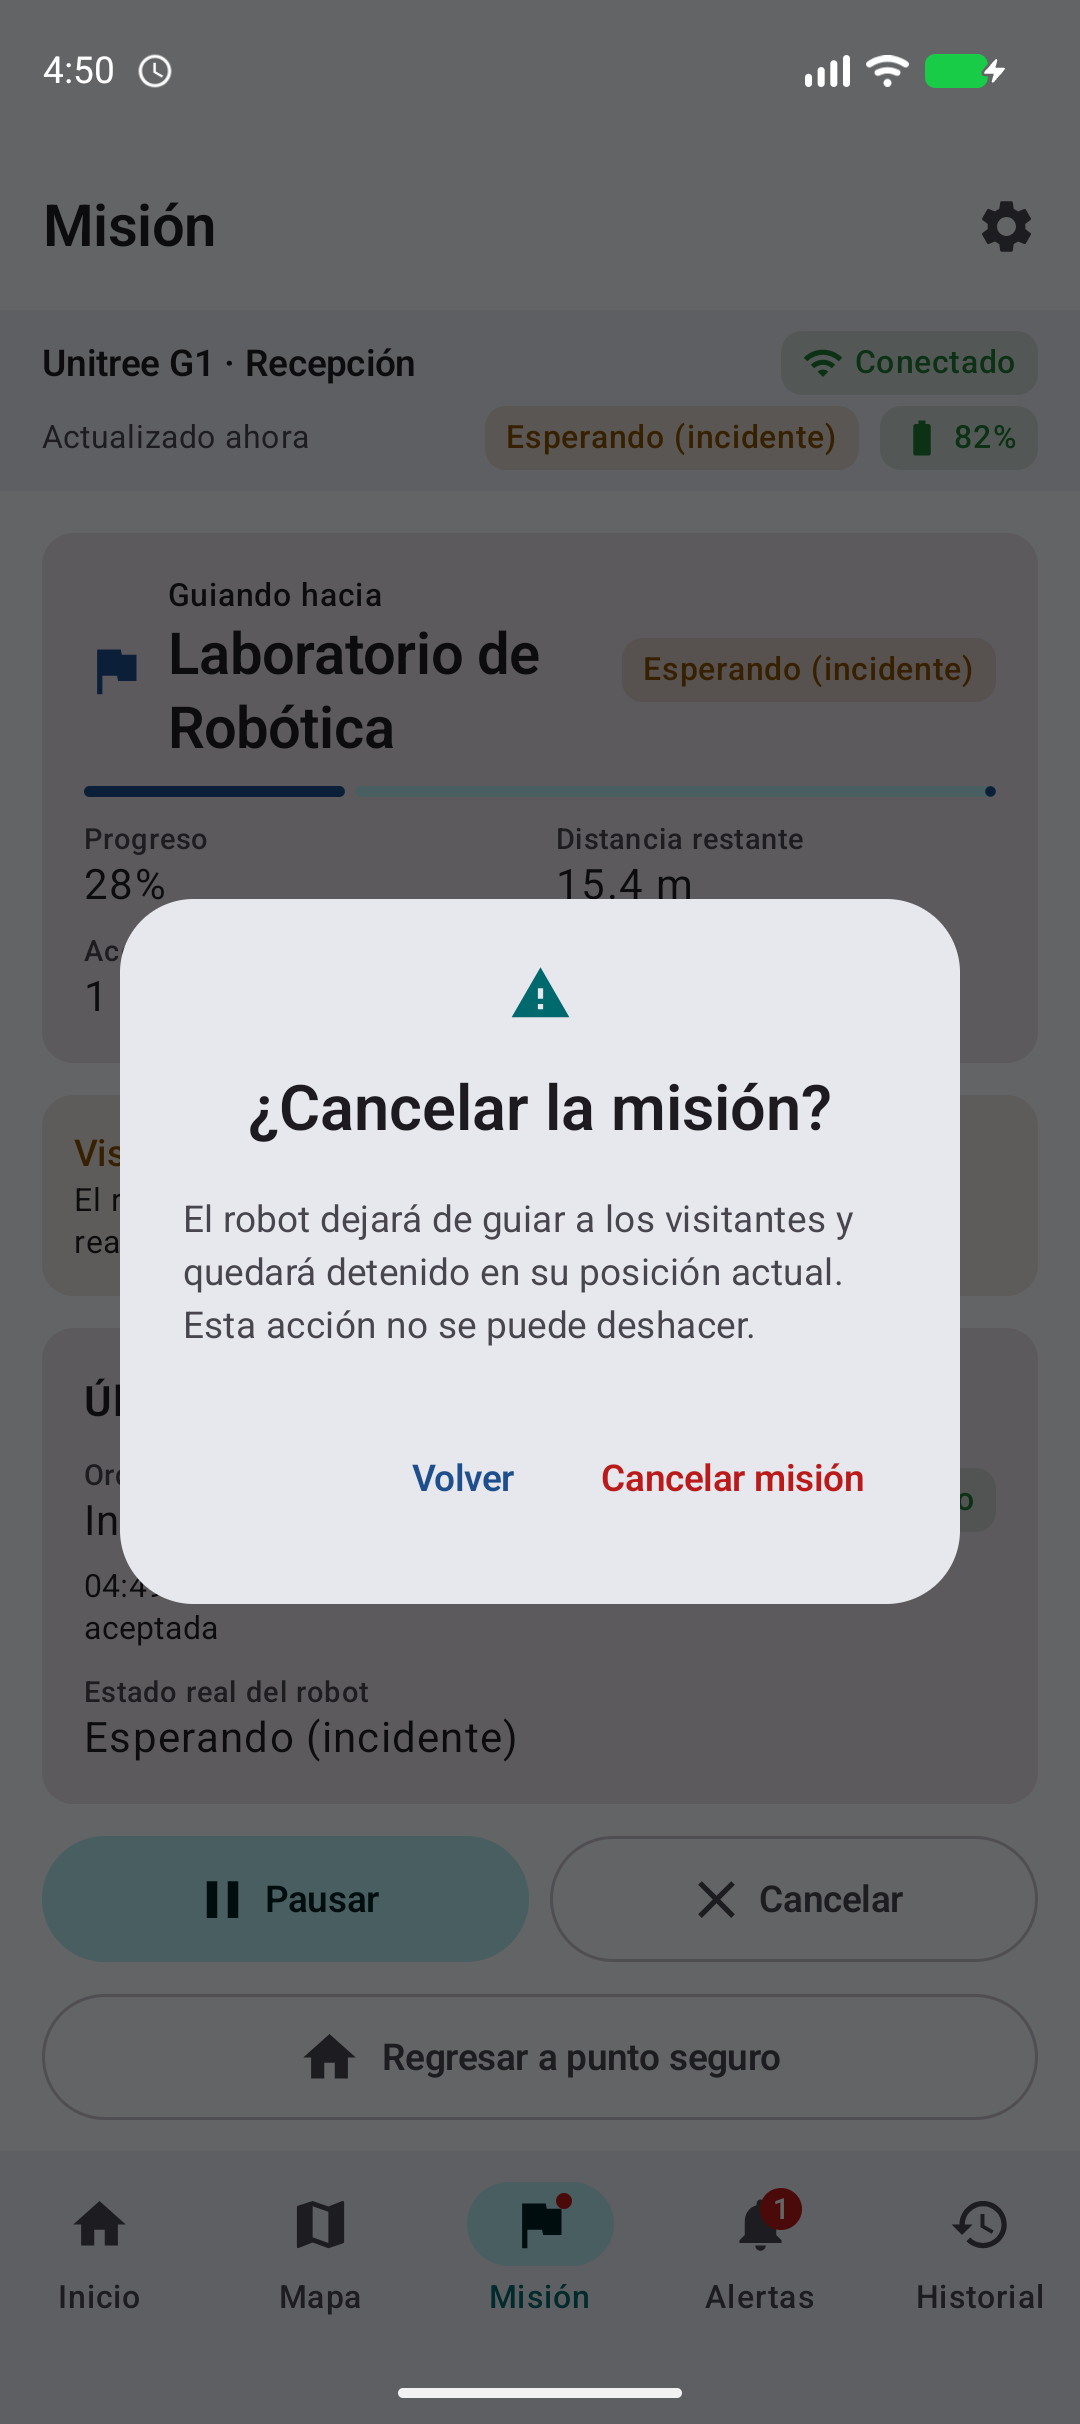 4:50
Misión
Unitree G1 · Recepción
Conectado
Actualizado ahora
Esperando (incidente)
82%
Guiando hacia
Laboratorio de
Robótica
Esperando (incidente)
Progreso
Distancia restante
28%
15.4 m
1
¿Cancelar la misión?
El robot dejará de guiar a los visitantes y
quedará detenido en su posición actual.
Esta acción no se puede deshacer.
Volver
Cancelar misión
aceptada
Estado real del robot
Esperando (incidente)
Pausar
Cancelar
Regresar a punto seguro
1
Inicio
Mapa
Misión
Alertas
Historial